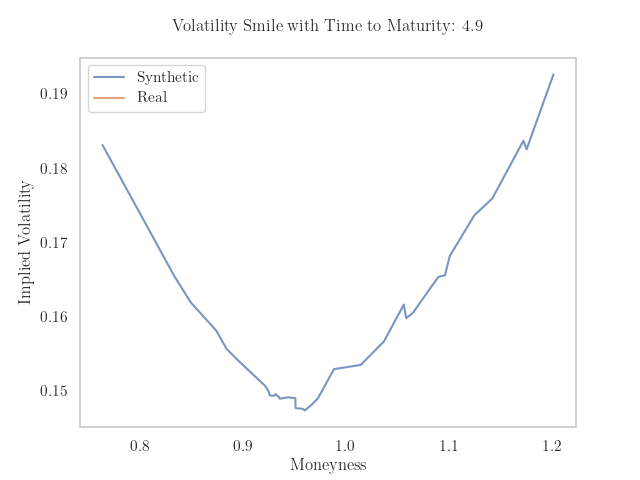 Volatility Smile with Time to Maturity: 4.9
Synthetic
Real
0.19
0.18
0.17
0.16
0.15
Implied Volatility
0.8 0.9 1.0 1.1 1.2
Moneyness